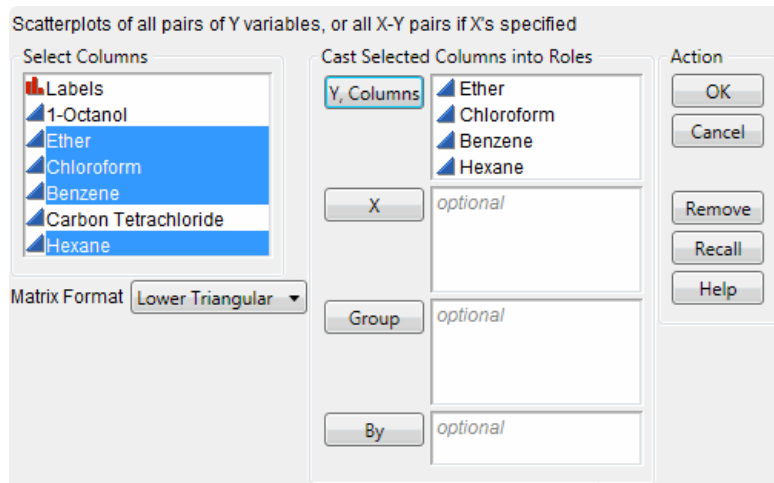 Scatterplots of all pairs of Y variables, or all X-Y pairs if X's specified
Select Columns
Labels
1-Octanol
Ether
Chloroform
Benzene
Carbon Tetrachloride
Hexane
Matrix Format Lower Triangular
Cast Selected Columns into Roles
Y, Columns
Ether
Chloroform
Benzene
Hexane
X
optional
Group
optional
By
optional
Action
OK
Cancel
Remove
Recall
Help